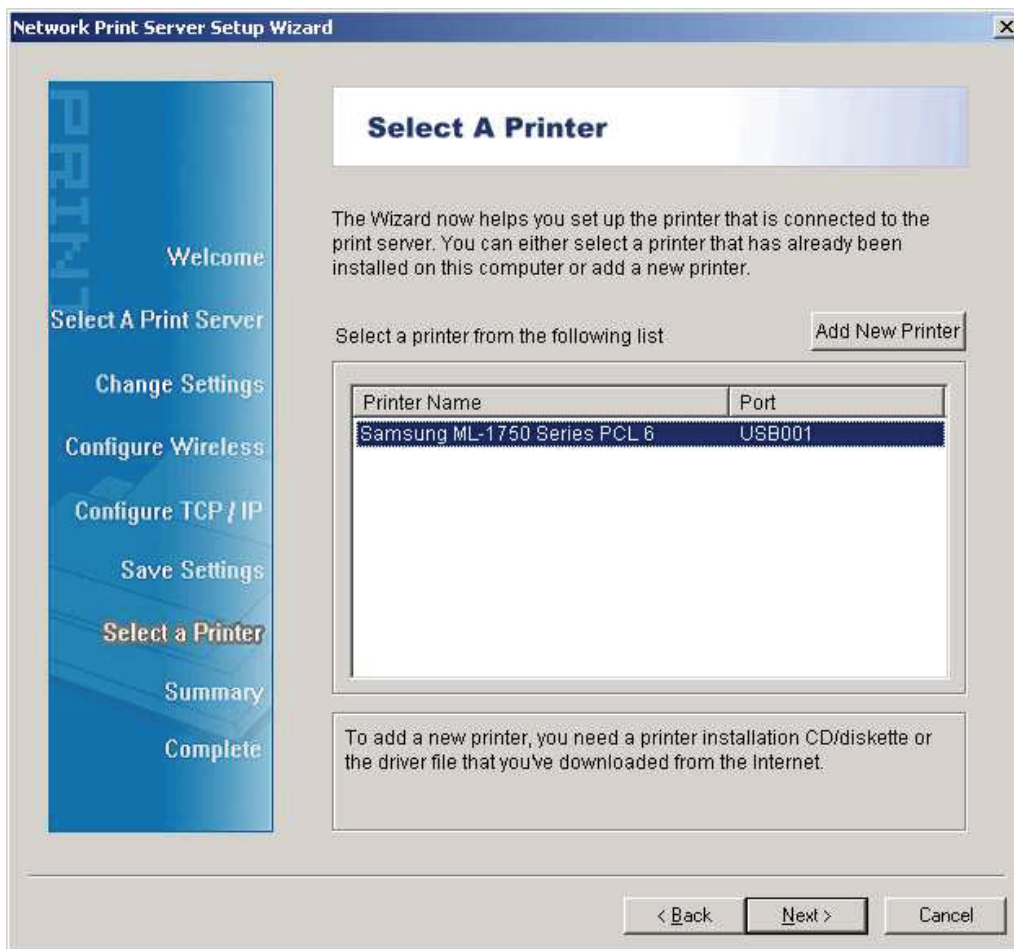 Network Print Server Setup Wizard
PRINT
Welcome
Select A Print Server
Change Settings
Configure Wireless
Configure TCP / IP
Save Settings
Select a Printer
Summary
Complete
Select A Printer
The Wizard now helps you set up the printer that is connected to the
print server. You can either select a printer that has already been
installed on this computer or add a new printer.
Select a printer from the following list
Add New Printer
Printer Name Port
Samsung ML-1750 Series PCL 6 USB001
To add a new printer, you need a printer installation CD/diskette or
the driver file that you've downloaded from the Internet.
< Back Next > Cancel